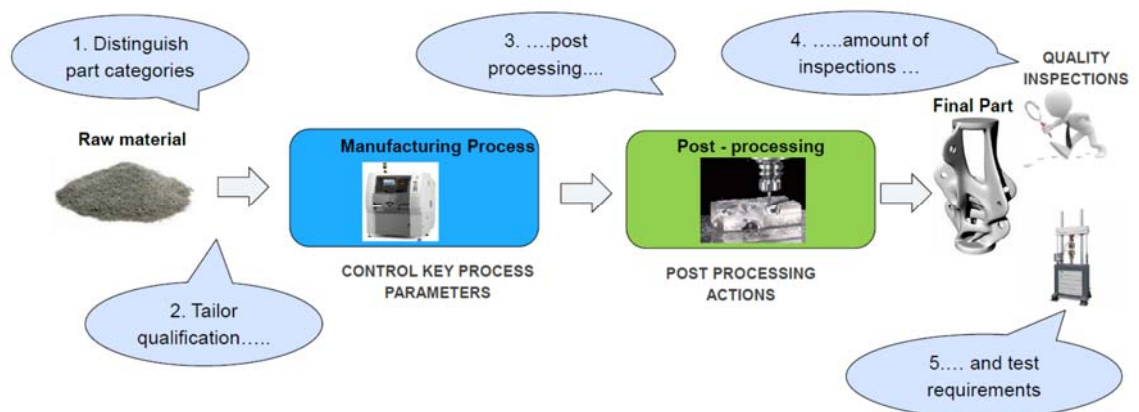 1. Distinguish
part categories
3. ….post
processing....
4. …..amount of
inspections …
QUALITY
INSPECTIONS
Raw material
Manufacturing Process
Post - processing
Final Part
CONTROL KEY PROCESS
PARAMETERS
POST PROCESSING
ACTIONS
2. Tailor
qualification…..
5.… and test
requirements